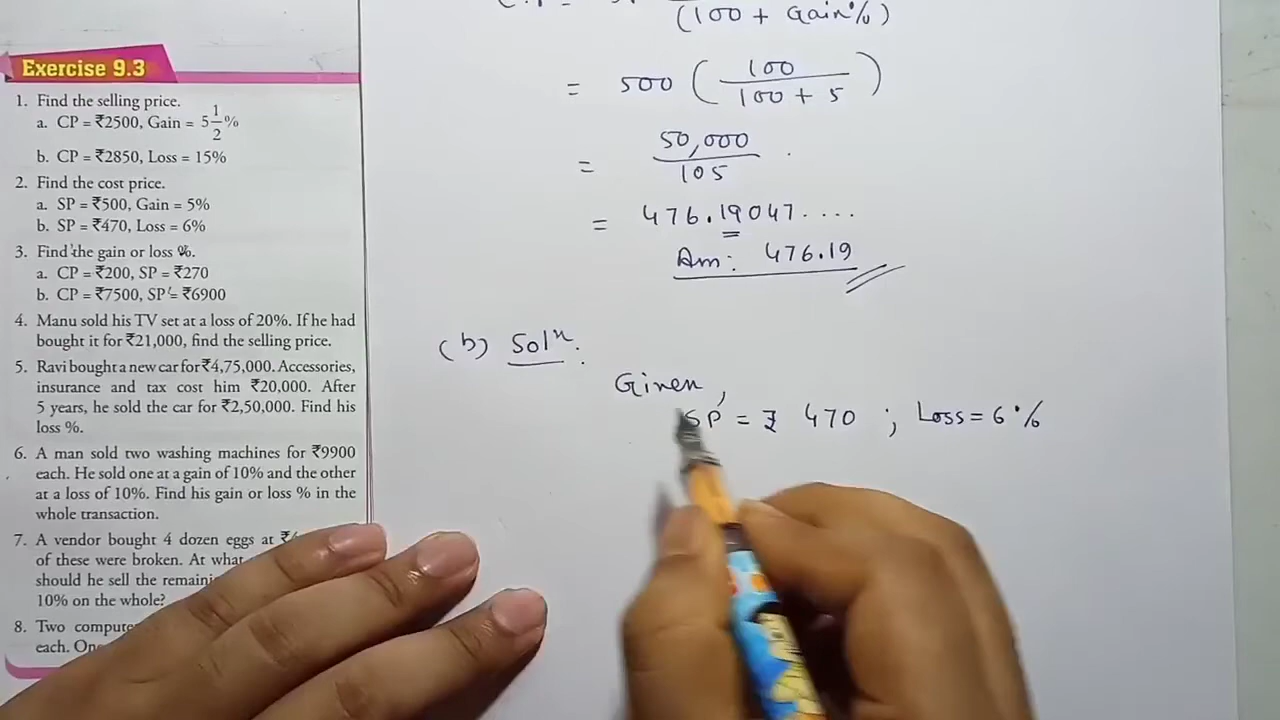 Exercise 9.3
1. Find the selling price.
a. CP = ₹2500, Gain = 5 1/2 %
b. CP = ₹2850, Loss = 15%
2. Find the cost price.
a. SP = ₹500, Gain = 5%
b. SP = ₹470, Loss = 6%
3. Find the gain or loss %.
a. CP = ₹200, SP = ₹270
b. CP = ₹7500, SP = ₹6900
4. Manu sold his TV set at a loss of 20%. If he had
bought it for ₹21,000, find the selling price.
5. Ravi bought a new car for ₹4,75,000. Accessories,
insurance and tax cost him ₹20,000. After
5 years, he sold the car for ₹2,50,000. Find his
loss %.
6. A man sold two washing machines for ₹9900
each. He sold one at a gain of 10% and the other
at a loss of 10%. Find his gain or loss % in the
whole transaction.
7. A vendor bought 4 dozen eggs at
of these were broken. At what
should he sell the
10% on the whole?
8. Two
each.
(100 + Gain%)
= 500 (100 / 100 + 5)
= 50,000 / 105
= 476.19047....
Ans: 476.19
(b) Solⁿ.
Given,
SP = ₹ 470 ; Loss = 6%